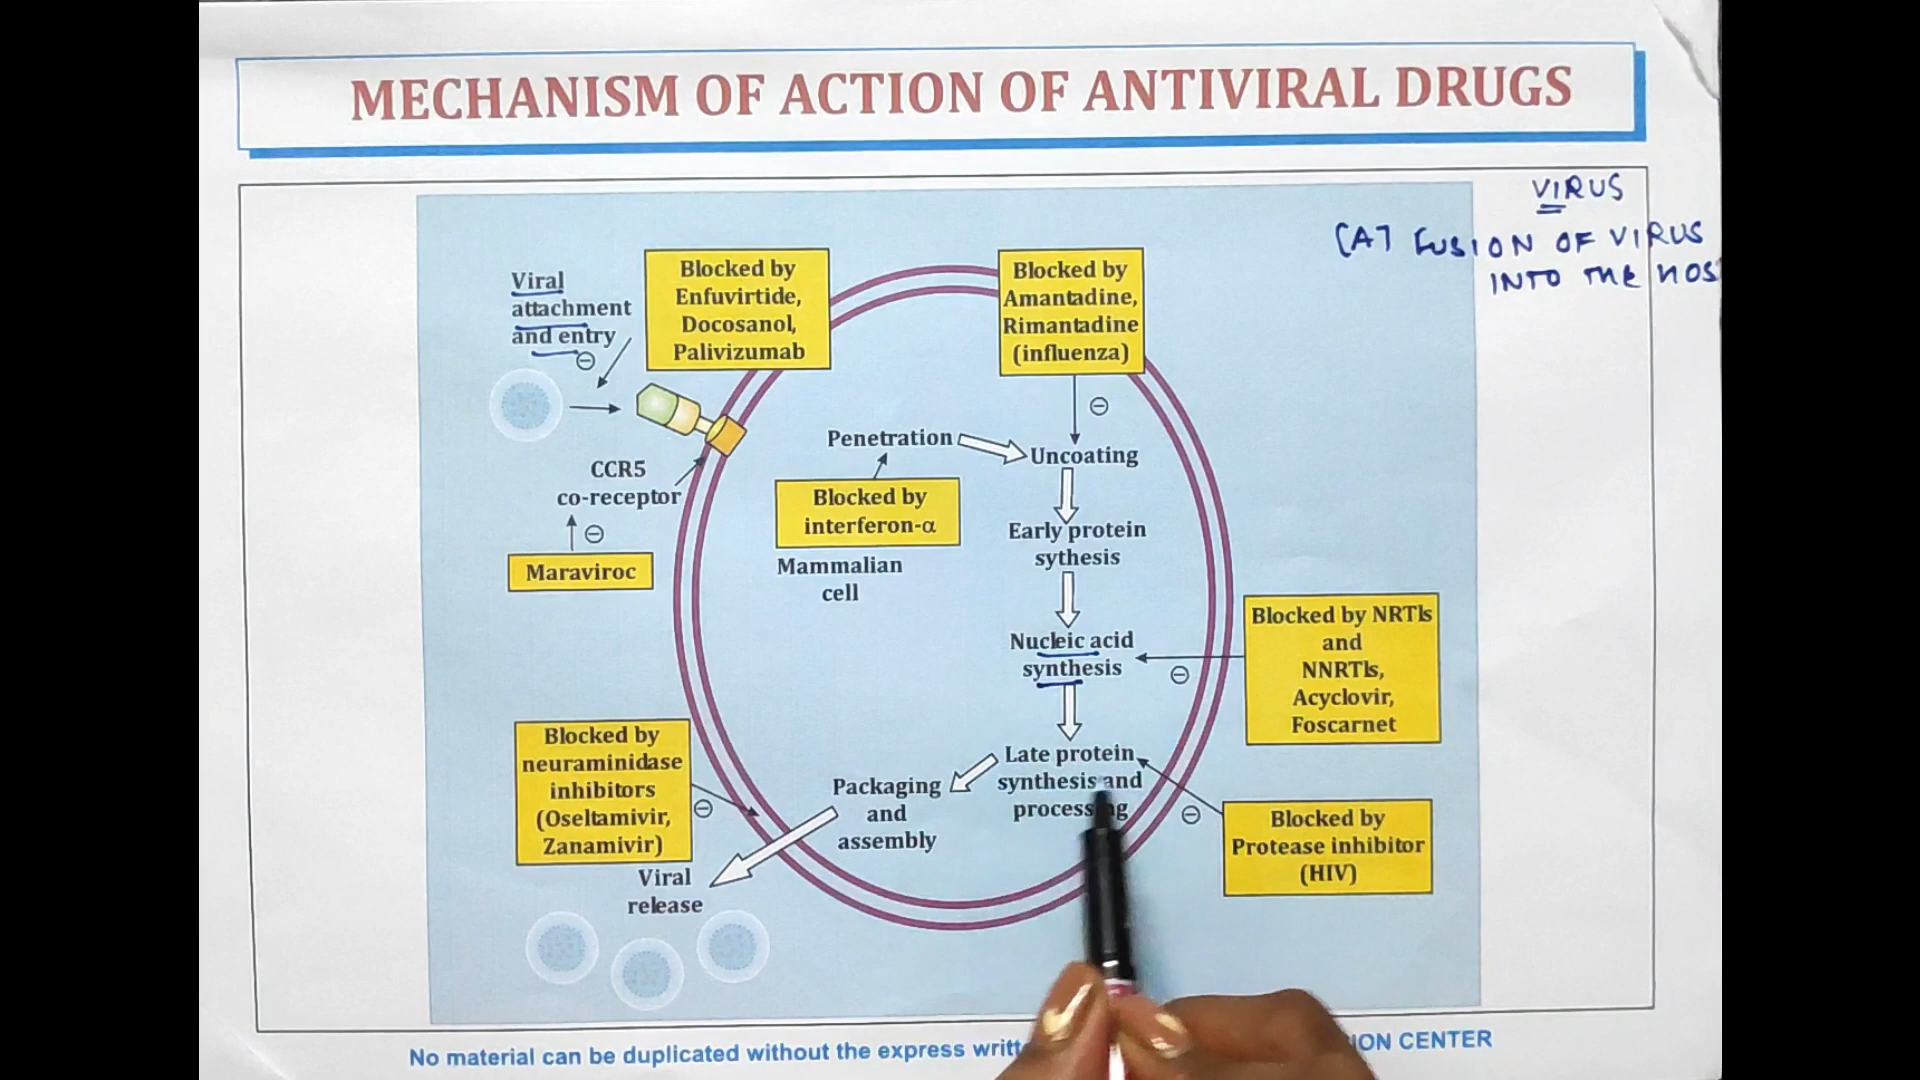 MECHANISM OF ACTION OF ANTIVIRAL DRUGS
VIRUS
(A) FUSION OF VIRUS
INTO THE HOS
Viral
attachment
and entry
Blocked by
Enfuvirtide,
Docosanol,
Palivizumab
Blocked by
Amantadine,
Rimantadine
(influenza)
CCR5
co-receptor
Maraviroc
Penetration
Uncoating
Blocked by
interferon-α
Mammalian
cell
Early protein
sythesis
Nucleic acid
synthesis
Blocked by NRTIs
and
NNRTIs,
Acyclovir,
Foscarnet
Late protein
synthesis and
Blocked by
Protease inhibitor
(HIV)
Packaging
and
assembly
Blocked by
neuraminidase
inhibitors
(Oseltamivir,
Zanamivir)
Viral
release
No material can be duplicated without the express CENTER